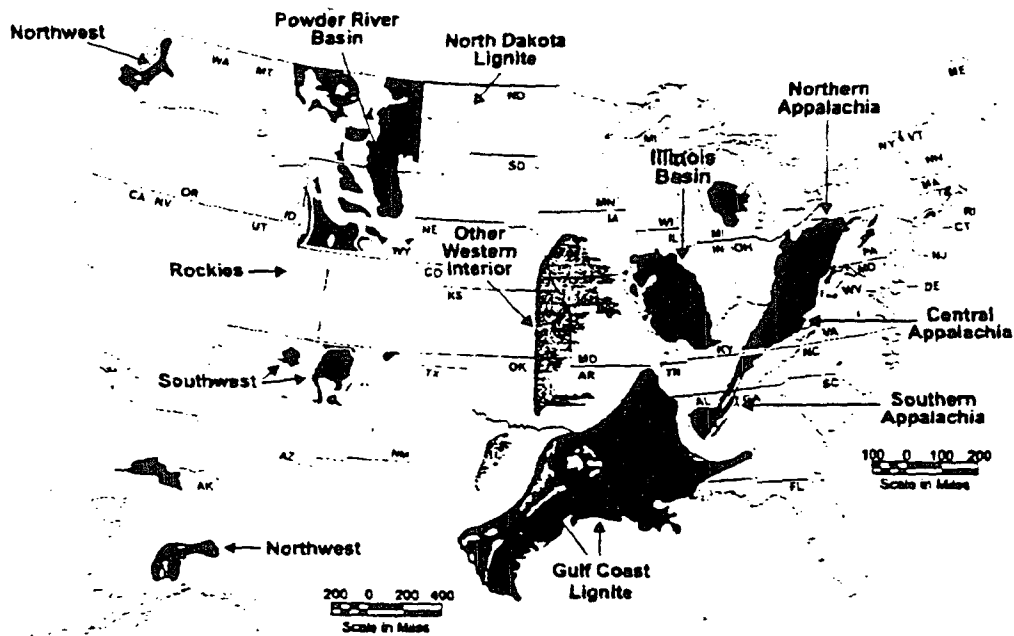 Powder River
Basin
Northwest
North Dakota
Lignite
WA
MT
ND
ME
Northern
Appalachia
MI
NY
VT
NH
MA
SD
Illinois
Basin
CA
NV
OR
ID
UT
MN
IA
WI
IL
MI
IN
OH
RI
CT
PA
NJ
WY
NE
Other
Western
Interior
Rockies
CO
KS
MD
WV
DE
Central
Appalachia
VA
KY
NC
Southwest
TX
OK
MO
AR
TN
SC
AL
GA
Southern
Appalachia
AZ
NM
AK
FL
100 0 100 200
Scale in Miles
Northwest
Gulf Coast
Lignite
200 0 200 400
Scale in Miles